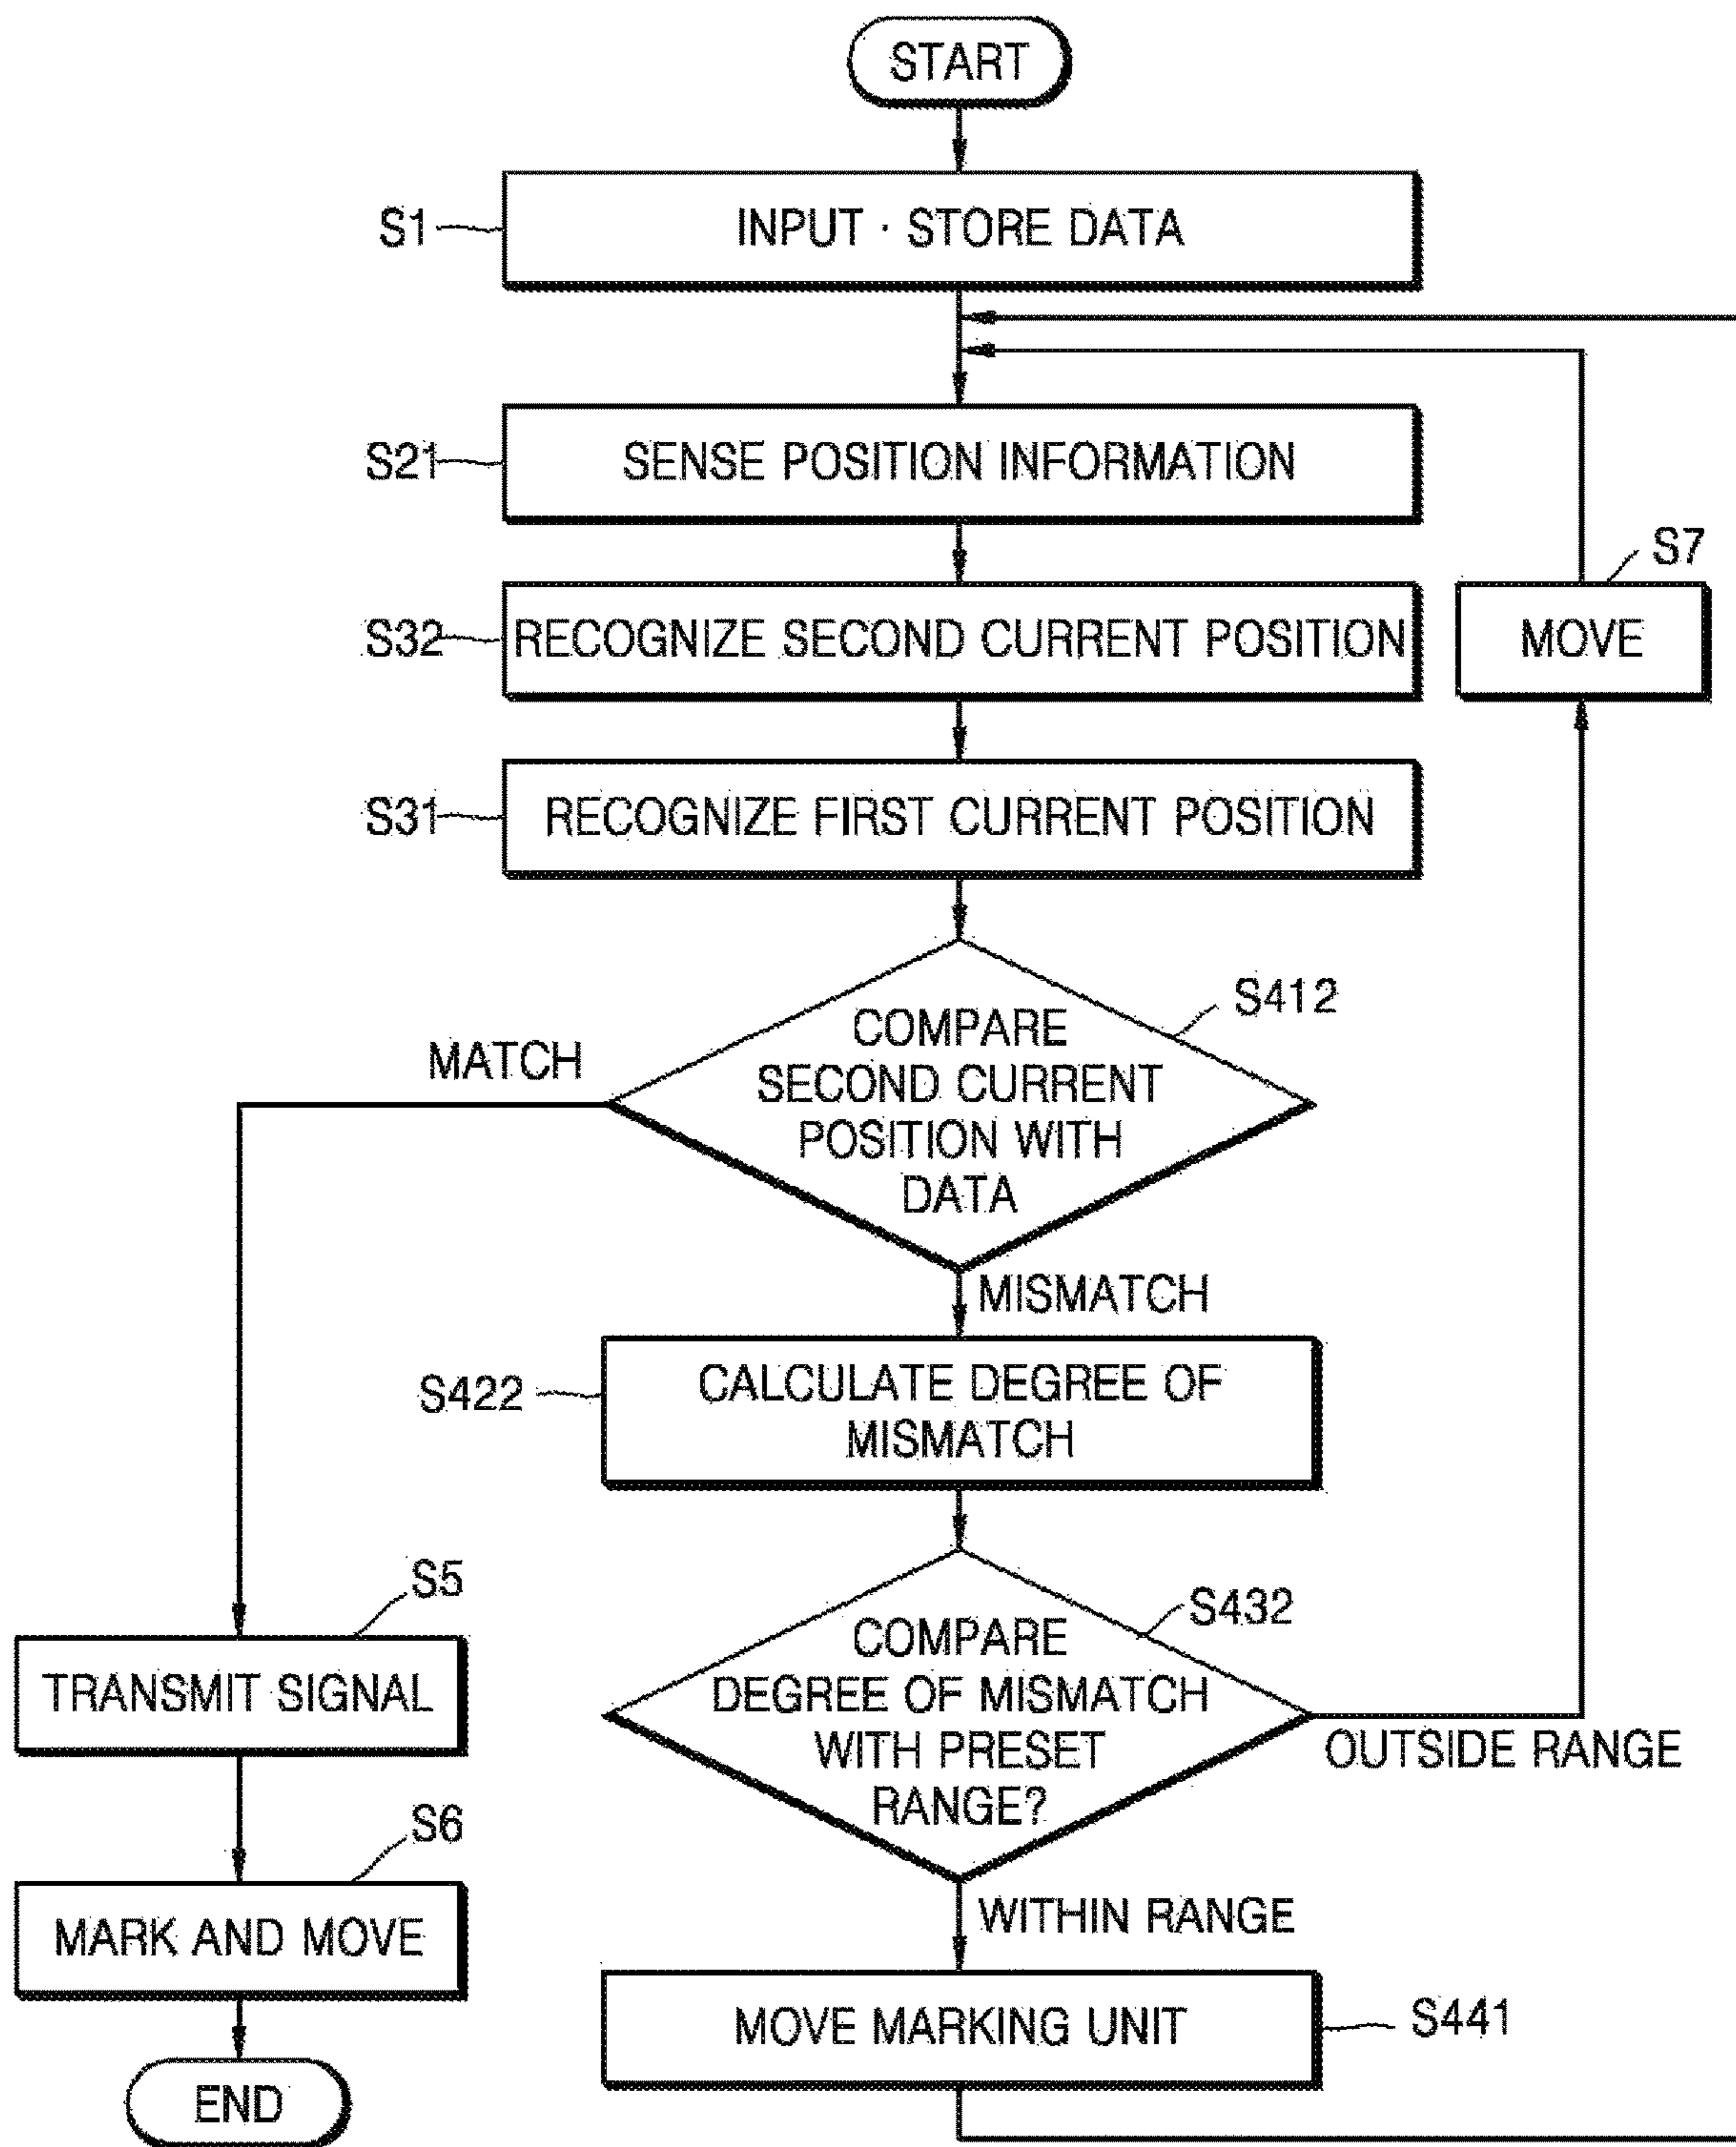 START
S1
INPUT · STORE DATA
S21
SENSE POSITION INFORMATION
S7
S32
RECOGNIZE SECOND CURRENT POSITION
MOVE
S31
RECOGNIZE FIRST CURRENT POSITION
S412
COMPARE
SECOND CURRENT
POSITION WITH
DATA
MATCH
MISMATCH
S422
CALCULATE DEGREE OF
MISMATCH
S5
TRANSMIT SIGNAL
S432
COMPARE
DEGREE OF MISMATCH
WITH PRESET
RANGE?
OUTSIDE RANGE
S6
MARK AND MOVE
WITHIN RANGE
MOVE MARKING UNIT
S441
END